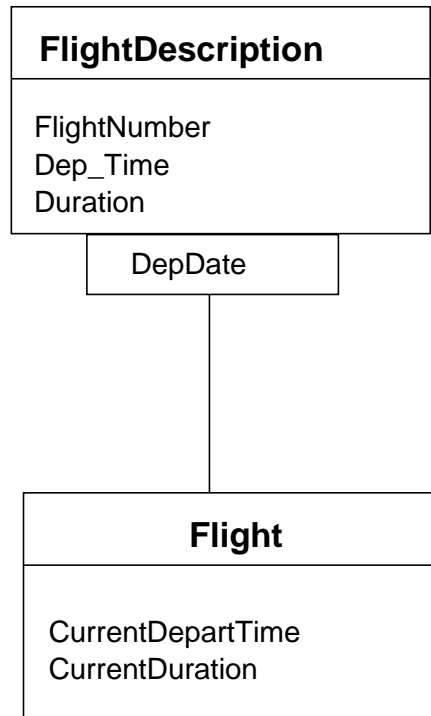 FlightDescription
FlightNumber
Dep_Time
Duration
DepDate
Flight
CurrentDepartTime
CurrentDuration